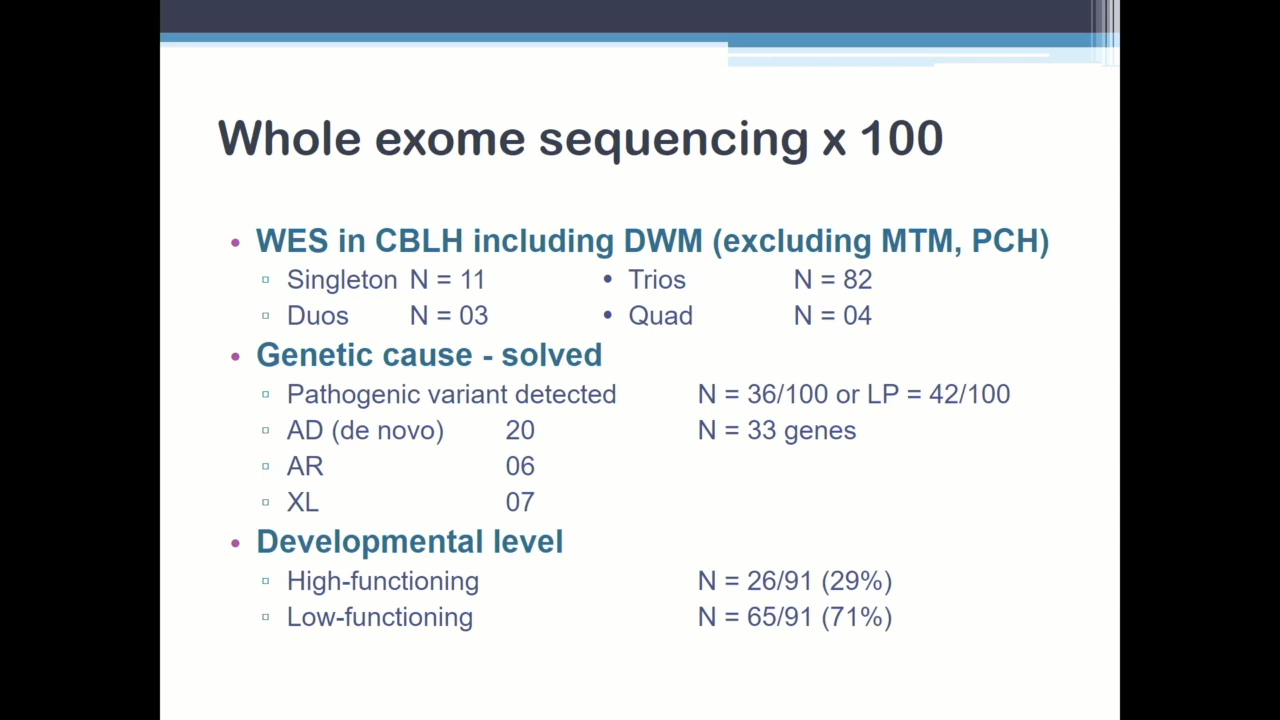 Whole exome sequencing x 100
• WES in CBLH including DWM (excluding MTM, PCH)
▫ Singleton N = 11 • Trios N = 82
▫ Duos N = 03 • Quad N = 04
• Genetic cause - solved
▫ Pathogenic variant detected N = 36/100 or LP = 42/100
▫ AD (de novo) 20 N = 33 genes
▫ AR 06
▫ XL 07
• Developmental level
▫ High-functioning N = 26/91 (29%)
▫ Low-functioning N = 65/91 (71%)